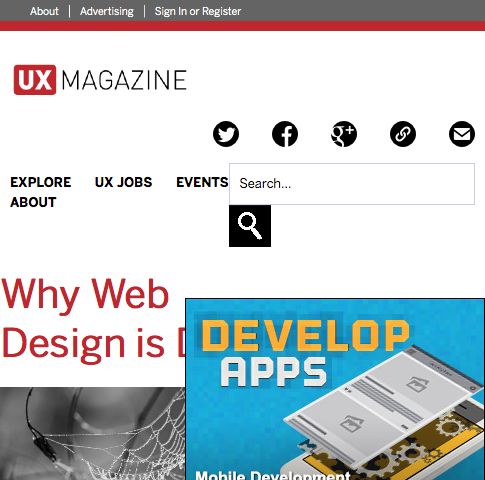 About | Advertising | Sign In or Register
UX MAGAZINE
EXPLORE UX JOBS EVENTS
ABOUT
Search...
Why Web
Design is
DEVELOP
APPS
Mobile Development